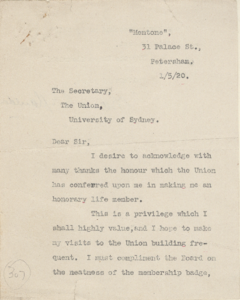 "Mentone",
31 Palace St.,
Petersham,
1/3/20.
The Secretary,
The Union,
University of Sydney.
Dear Sir,
I desire to acknowledge with
many thanks the honour which the Union
has conferred upon me in making me an
honorary life member.
This is a privilege which I
shall highly value,and I hope to make
my visits to the Union building fre-
quent. I must compliment the Board on
the neatness of the membership badge,
367